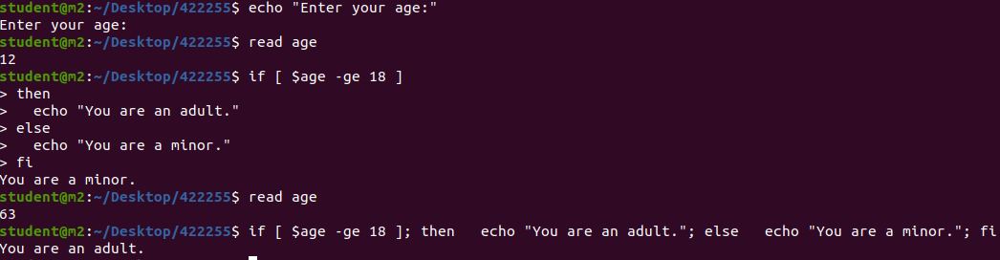 student@m2:~/Desktop/422255$ echo "Enter your age:"
Enter your age:
student@m2:~/Desktop/422255$ read age
12
student@m2:~/Desktop/422255$ if [ $age -ge 18 ]
> then
>   echo "You are an adult."
> else
>   echo "You are a minor."
> fi
You are a minor.
student@m2:~/Desktop/422255$ read age
63
student@m2:~/Desktop/422255$ if [ $age -ge 18 ]; then   echo "You are an adult."; else   echo "You are a minor."; fi
You are an adult.